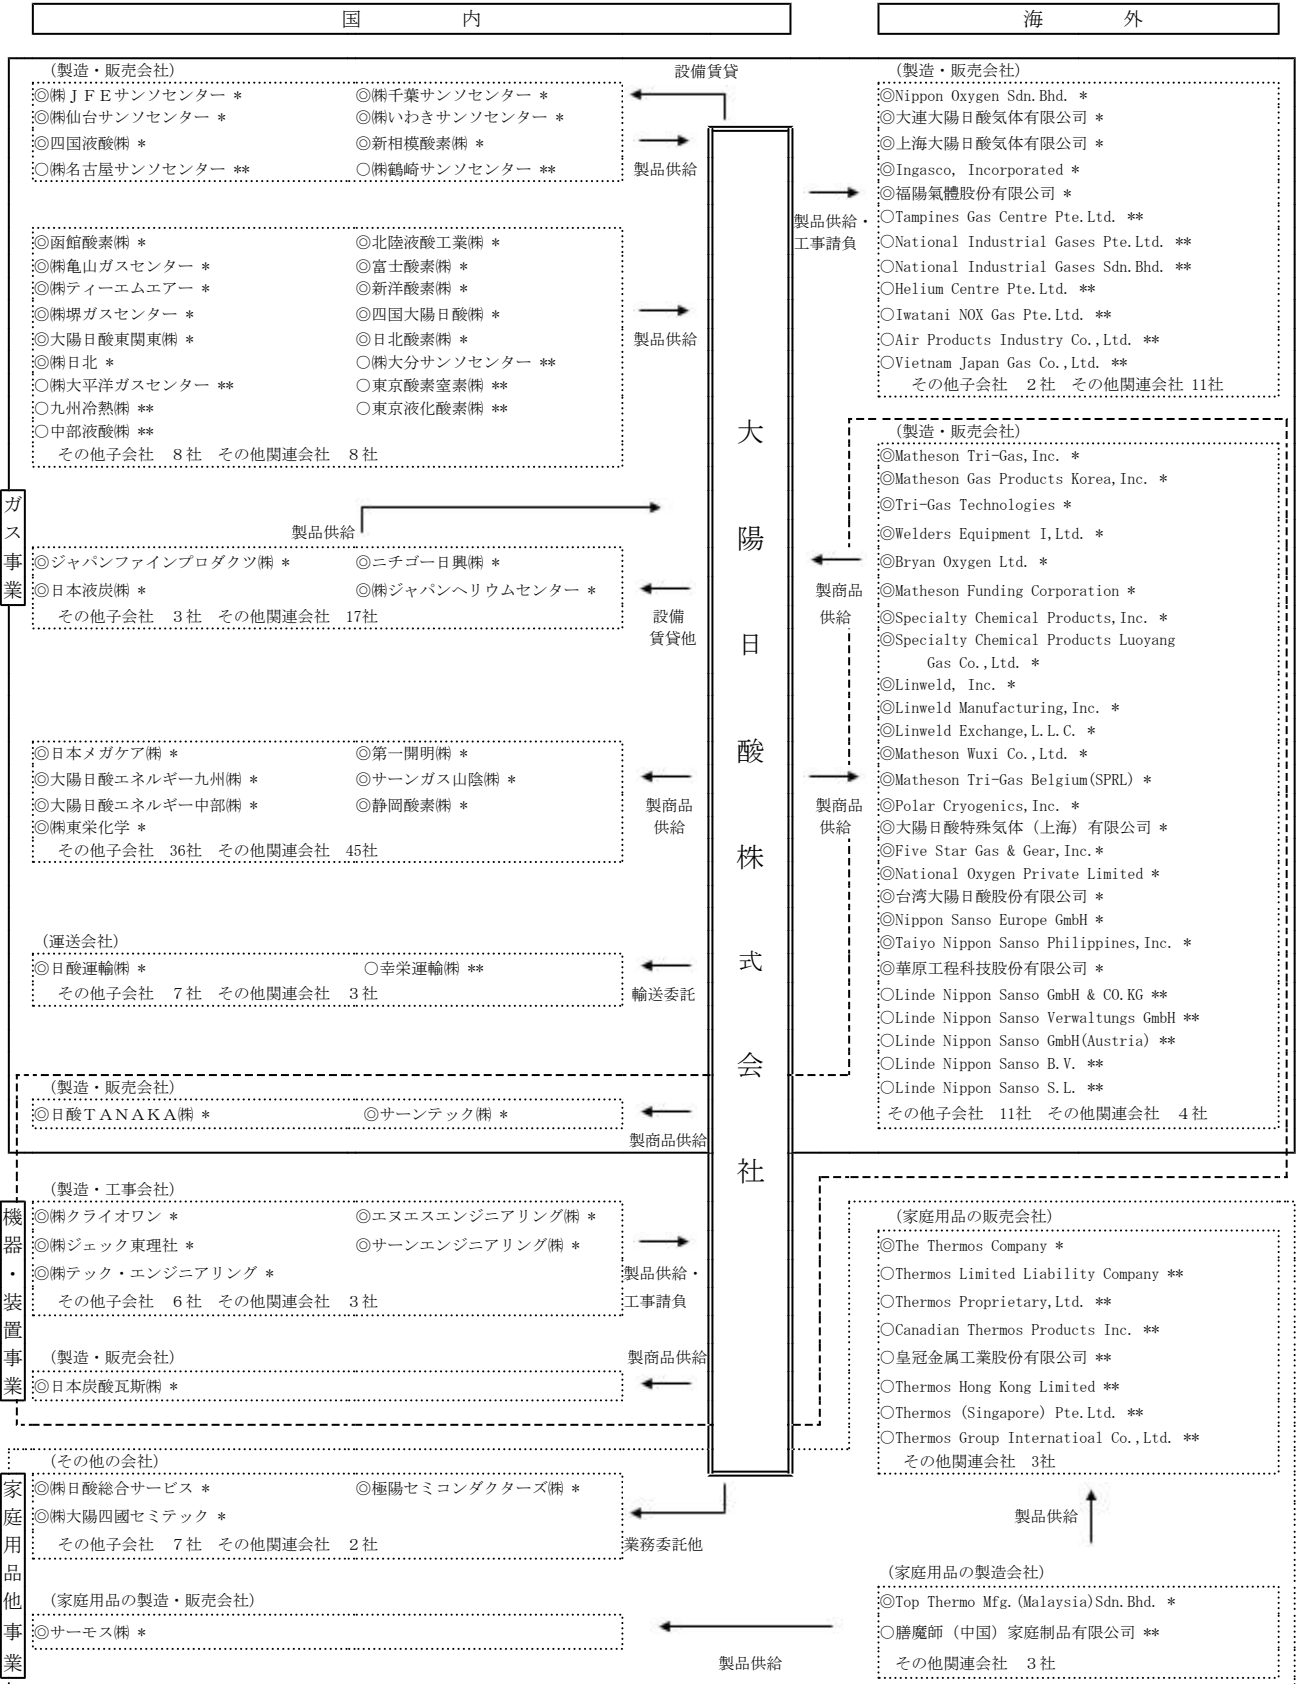 国 内
海 外
ガス事業
(製造・販売会社)
◎㈱ＪＦＥサンソセンター *
◎㈱千葉サンソセンター *
◎㈱仙台サンソセンター *
◎㈱いわきサンソセンター *
◎四国液酸㈱ *
◎新相模酸素㈱ *
○㈱名古屋サンソセンター **
○㈱鶴崎サンソセンター **
設備賃貸
製品供給
◎函館酸素㈱ *
◎北陸液酸工業㈱ *
◎㈱亀山ガスセンター *
◎富士酸素㈱ *
◎㈱ティーエムエアー *
◎新洋酸素㈱ *
◎㈱堺ガスセンター *
◎四国大陽日酸㈱ *
◎大陽日酸東関東㈱ *
◎日北酸素㈱ *
◎㈱日北 *
○㈱大分サンソセンター **
○㈱大平洋ガスセンター **
○東京酸素窒素㈱ **
○九州冷熱㈱ **
○東京液化酸素㈱ **
○中部液酸㈱ **
その他子会社 ８社 その他関連会社 ８社
製品供給
製品供給
◎ジャパンファインプロダクツ㈱ *
◎ニチゴー日興㈱ *
◎日本液炭㈱ *
◎㈱ジャパンヘリウムセンター *
その他子会社 ３社 その他関連会社 17社
設備
賃貸他
◎日本メガケア㈱ *
◎第一開明㈱ *
◎大陽日酸エネルギー九州㈱ *
◎サーンガス山陰㈱ *
◎大陽日酸エネルギー中部㈱ *
◎静岡酸素㈱ *
◎㈱東栄化学 *
その他子会社 36社 その他関連会社 45社
製商品
供給
(運送会社)
◎日酸運輸㈱ *
○幸栄運輸㈱ **
その他子会社 ７社 その他関連会社 ３社
輸送委託
(製造・販売会社)
◎日酸ＴＡＮＡＫＡ㈱ *
◎サーンテック㈱ *
製商品供給
大陽日酸株式会社
(製造・販売会社)
◎Nippon Oxygen Sdn.Bhd. *
◎大連大陽日酸気体有限公司 *
◎上海大陽日酸気体有限公司 *
◎Ingasco, Incorporated *
◎福陽氣體股份有限公司 *
○Tampines Gas Centre Pte.Ltd. **
○National Industrial Gases Pte.Ltd. **
○National Industrial Gases Sdn.Bhd. **
○Helium Centre Pte.Ltd. **
○Iwatani NOX Gas Pte.Ltd. **
○Air Products Industry Co.,Ltd. **
○Vietnam Japan Gas Co.,Ltd. **
その他子会社 ２社 その他関連会社 11社
製品供給・
工事請負
(製造・販売会社)
◎Matheson Tri-Gas,Inc. *
◎Matheson Gas Products Korea,Inc. *
◎Tri-Gas Technologies *
◎Welders Equipment I,Ltd. *
◎Bryan Oxygen Ltd. *
◎Matheson Funding Corporation *
◎Specialty Chemical Products,Inc. *
◎Specialty Chemical Products Luoyang
Gas Co.,Ltd. *
◎Linweld, Inc. *
◎Linweld Manufacturing,Inc. *
◎Linweld Exchange,L.L.C. *
◎Matheson Wuxi Co.,Ltd. *
◎Matheson Tri-Gas Belgium(SPRL) *
◎Polar Cryogenics,Inc. *
◎大陽日酸特殊気体（上海）有限公司 *
◎Five Star Gas & Gear,Inc.*
◎National Oxygen Private Limited *
◎台湾大陽日酸股份有限公司 *
◎Nippon Sanso Europe GmbH *
◎Taiyo Nippon Sanso Philippines,Inc. *
◎華原工程科技股份有限公司 *
○Linde Nippon Sanso GmbH & CO.KG **
○Linde Nippon Sanso Verwaltungs GmbH **
○Linde Nippon Sanso GmbH(Austria) **
○Linde Nippon Sanso B.V. **
○Linde Nippon Sanso S.L. **
その他子会社 11社 その他関連会社 ４社
製商品
供給
製商品
供給
機器・装置事業
(製造・工事会社)
◎㈱クライオワン *
◎エヌエスエンジニアリング㈱ *
◎㈱ジェック東理社 *
◎サーンエンジニアリング㈱ *
◎㈱テック・エンジニアリング *
その他子会社 ６社 その他関連会社 ３社
製品供給・
工事請負
(製造・販売会社)
◎日本炭酸瓦斯㈱ *
製商品供給
家庭用品他事業
(その他の会社)
◎㈱日酸総合サービス *
◎極陽セミコンダクターズ㈱ *
◎㈱大陽四國セミテック *
その他子会社 ７社 その他関連会社 ２社
業務委託他
(家庭用品の製造・販売会社)
◎サーモス㈱ *
製品供給
(家庭用品の販売会社)
◎The Thermos Company *
○Thermos Limited Liability Company **
○Thermos Proprietary,Ltd. **
○Canadian Thermos Products Inc. **
○皇冠金属工業股份有限公司 **
○Thermos Hong Kong Limited **
○Thermos (Singapore) Pte.Ltd. **
○Thermos Group Internatioal Co.,Ltd. **
その他関連会社 3社
製品供給
(家庭用品の製造会社)
◎Top Thermo Mfg.(Malaysia)Sdn.Bhd. *
○膳魔師（中国）家庭制品有限公司 **
その他関連会社 ３社